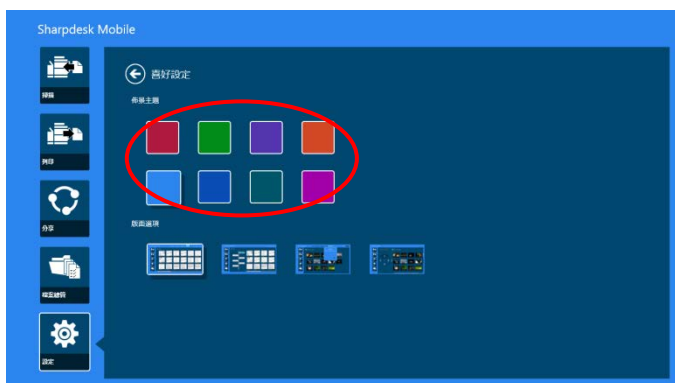 Sharpdesk Mobile
掃描
列印
分享
檔案總管
設定
喜好設定
佈景主題
版面選項